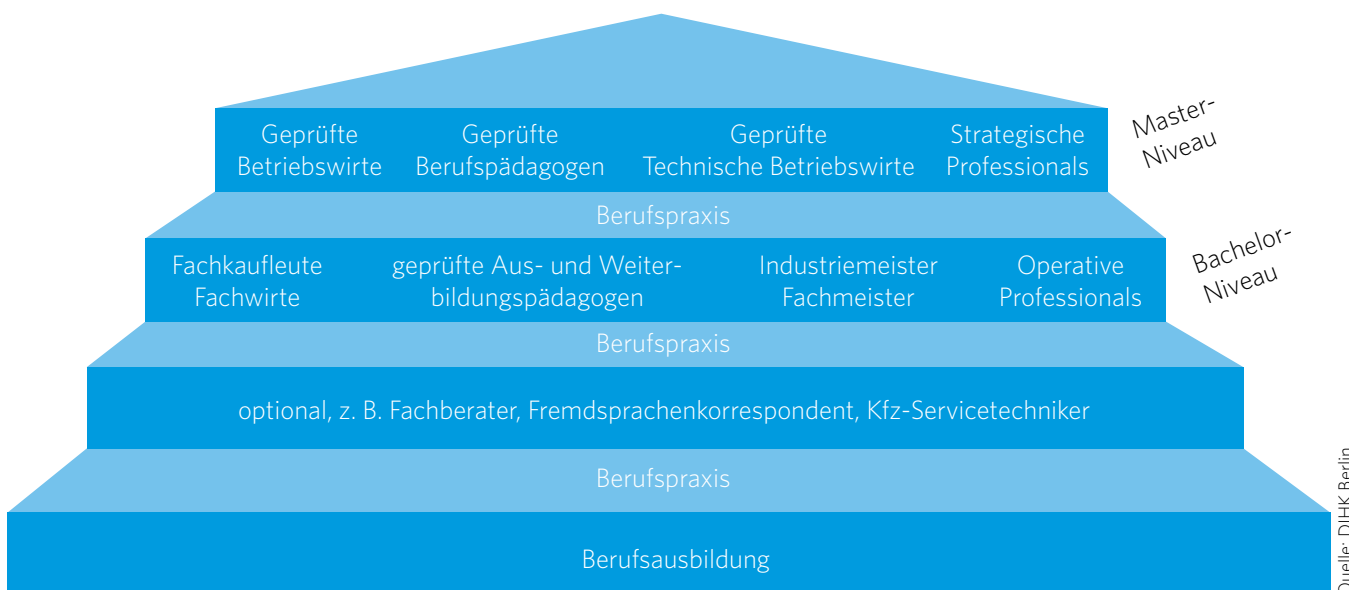 Geprüfte
Betriebswirte
Geprüfte
Berufspädagogen
Geprüfte
Technische Betriebswirte
Strategische
Professionals
Master-
Niveau
Berufspraxis
Fachkaufleute
Fachwirte
geprüfte Aus- und Weiter-
bildungspädagogen
Industriemeister
Fachmeister
Operative
Professionals
Bachelor-
Niveau
Berufspraxis
optional, z. B. Fachberater, Fremdsprachenkorrespondent, Kfz-Servicetechniker
Berufspraxis
Berufsausbildung
Quelle: DIHK Berlin